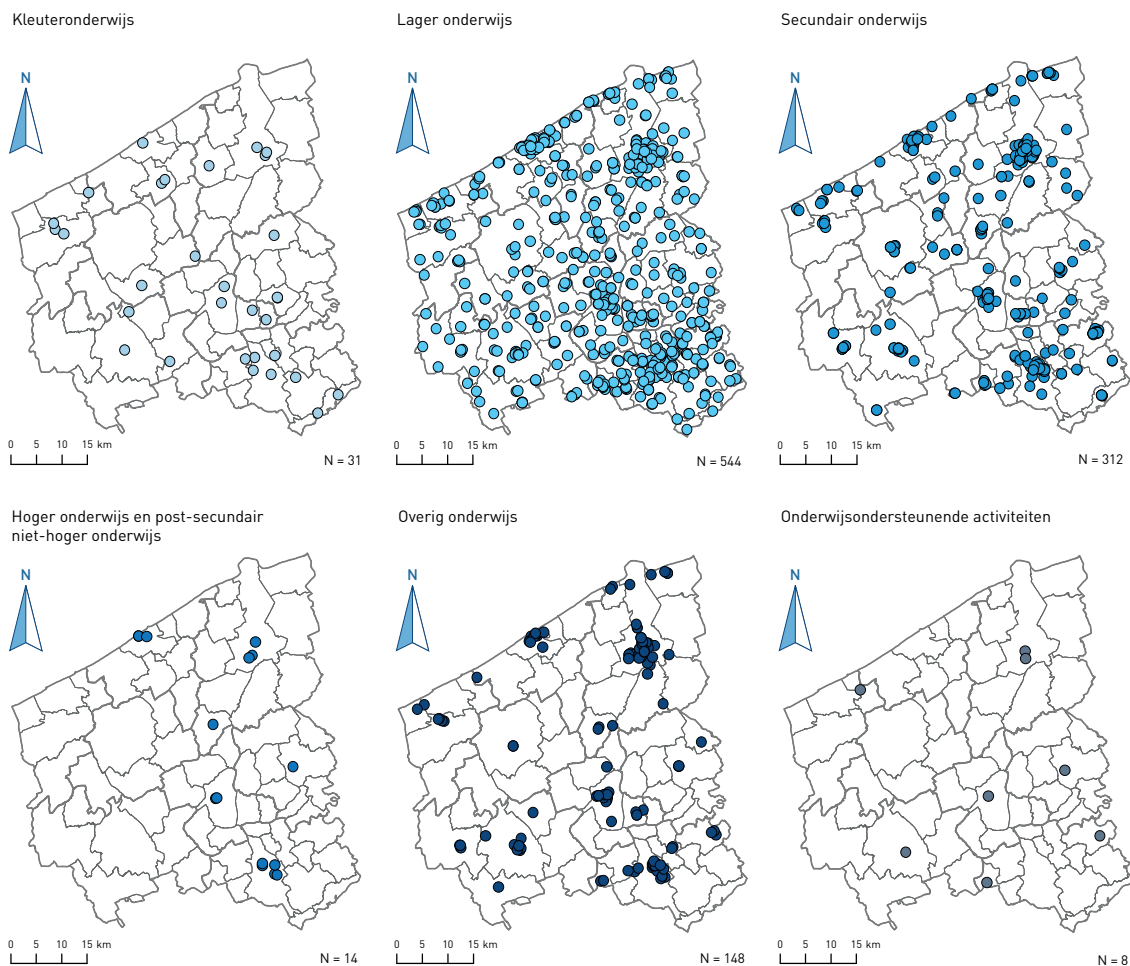 Kleuteronderwijs
Lager onderwijs
Secundair onderwijs
N
N
N
0 5 10 15 km
N = 31
0 5 10 15 km
N = 544
0 5 10 15 km
N = 312
Hoger onderwijs en post-secundair
niet-hoger onderwijs
Overig onderwijs
Onderwijsondersteunende activiteiten
N
N
N
0 5 10 15 km
N = 14
0 5 10 15 km
N = 148
0 5 10 15 km
N = 8